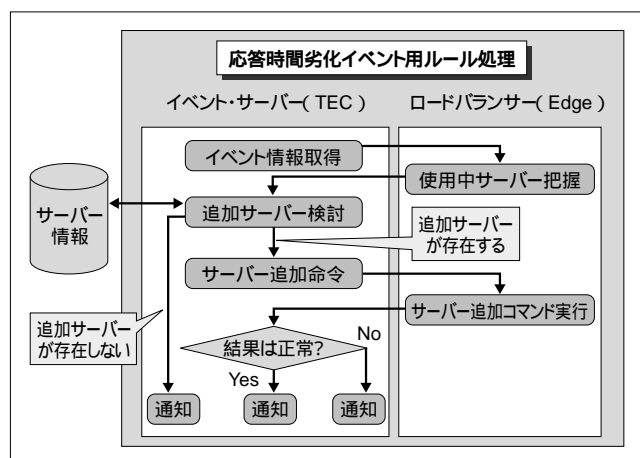 応答時間劣化イベント用ルール処理
イベント・サーバー（TEC）
ロードバランサー（Edge）
イベント情報取得
使用中サーバー把握
サーバー
情報
追加サーバー検討
追加サーバー
が存在する
サーバー追加命令
サーバー追加コマンド実行
追加サーバー
が存在しない
結果は正常?
No
Yes
通知
通知
通知